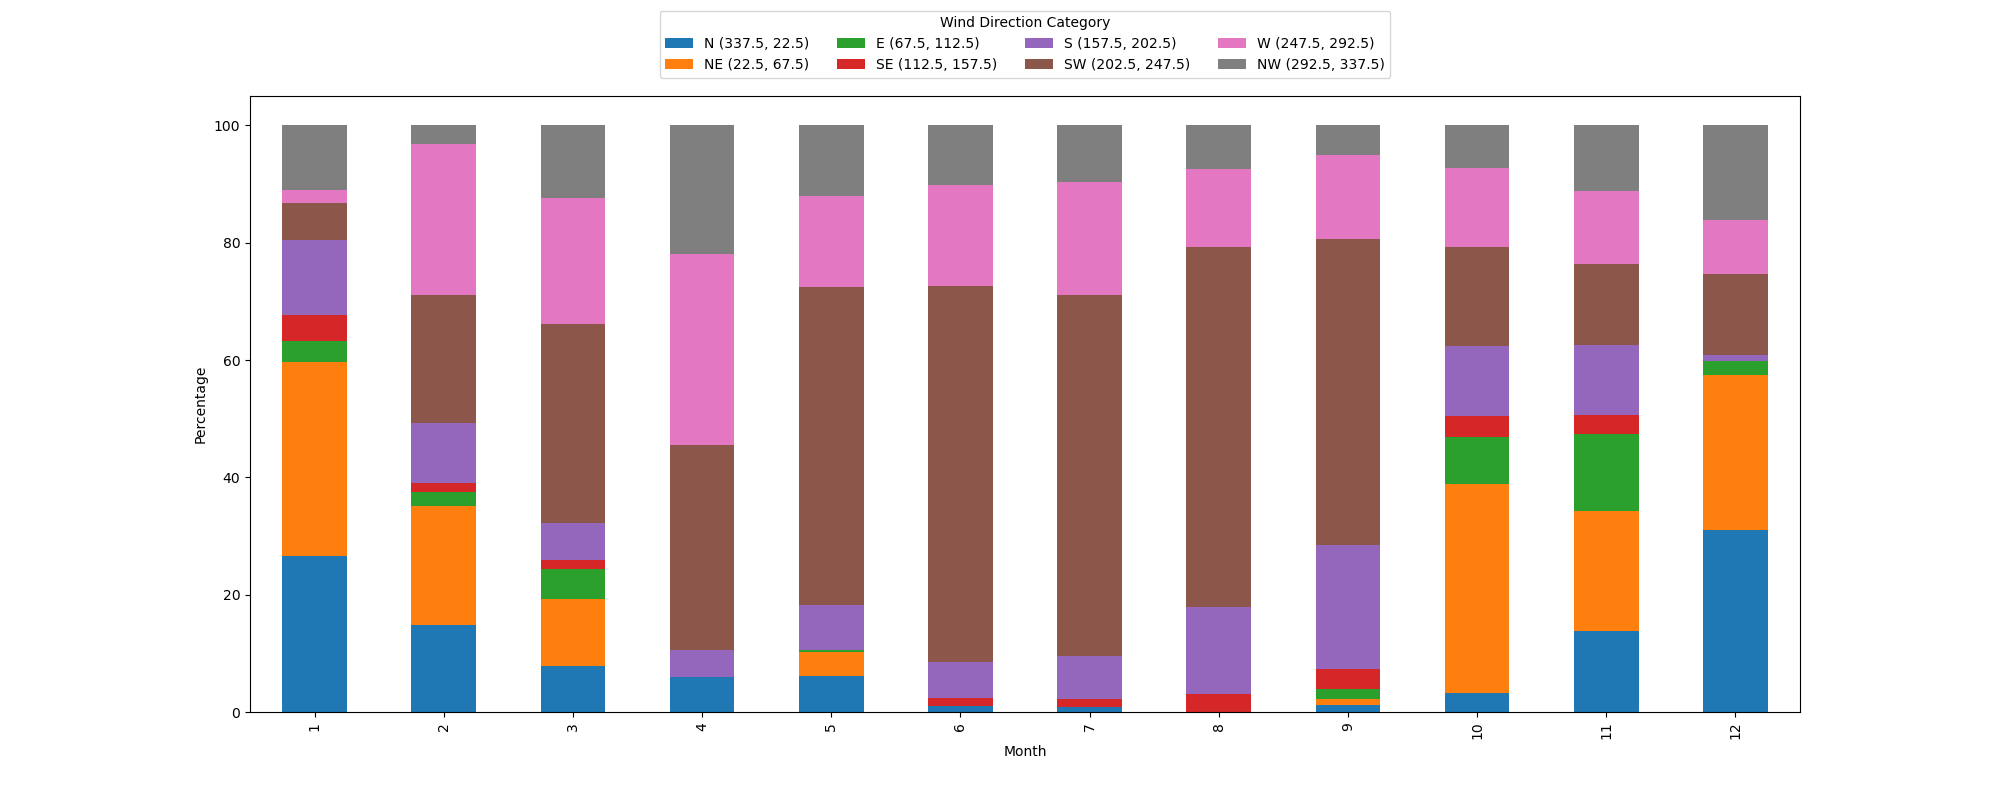 Wind Direction Category
N (337.5, 22.5) E (67.5, 112.5) S (157.5, 202.5) W (247.5, 292.5)
NE (22.5, 67.5) SE (112.5, 157.5) SW (202.5, 247.5) NW (292.5, 337.5)
100
80
60
40
20
0
Percentage
1 2 3 4 5 6 7 8 9 10 11 12
Month